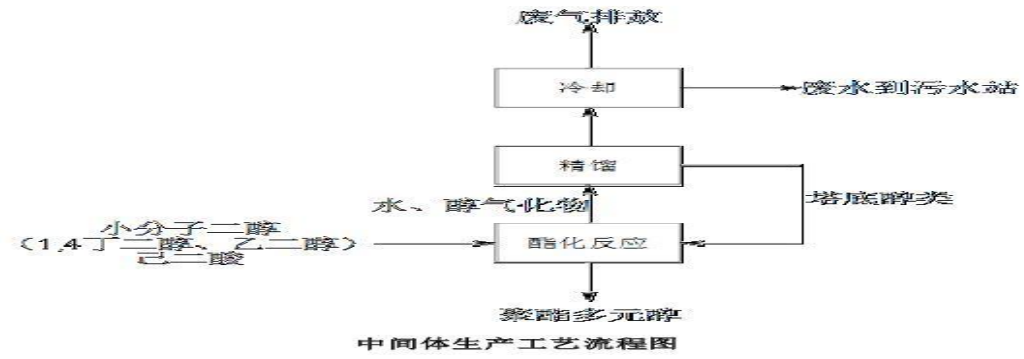 废气排放
冷却
废水到污水站
精馏
水、醇气化物
塔底醇类
小分子二醇
（1,4丁二醇、乙二醇）
己二酸
酯化反应
聚酯多元醇
中间体生产工艺流程图